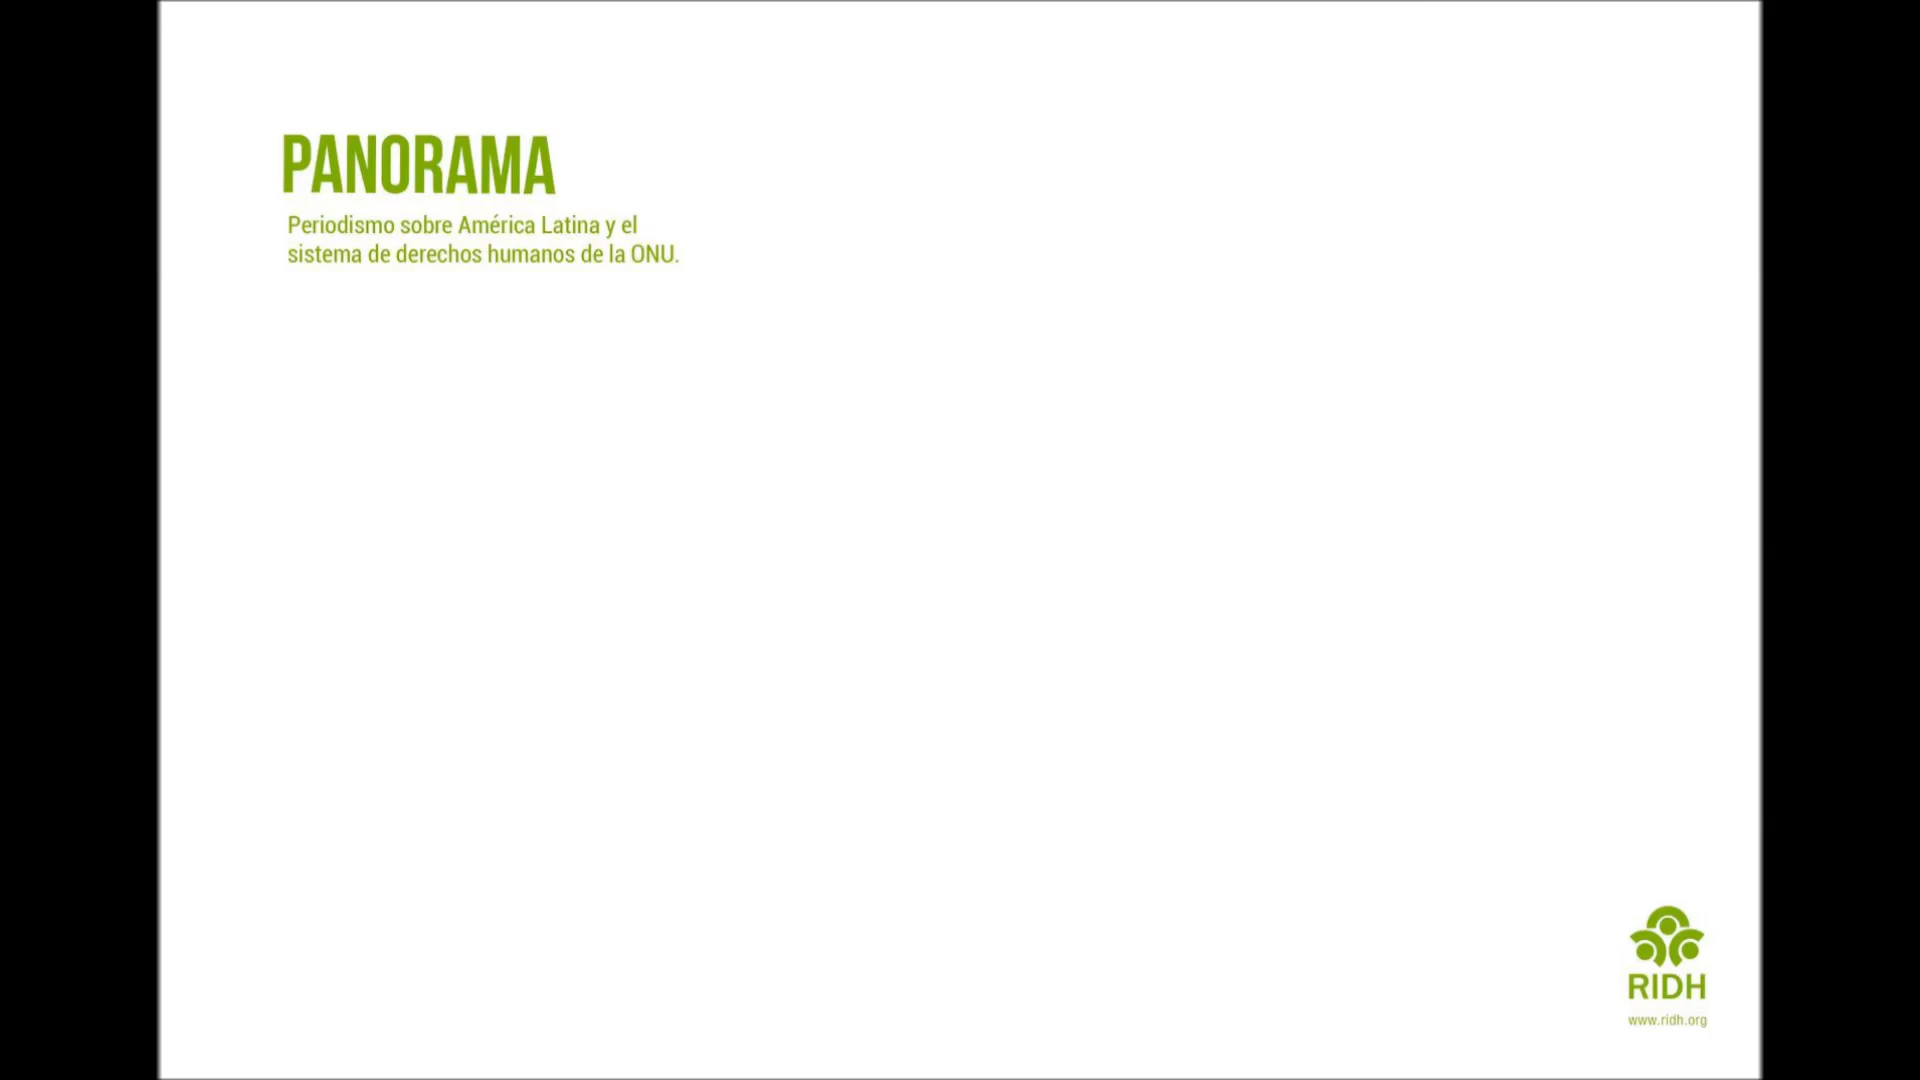 PANORAMA
Periodismo sobre América Latina y el
sistema de derechos humanos de la ONU.
RIDH
www.ridh.org